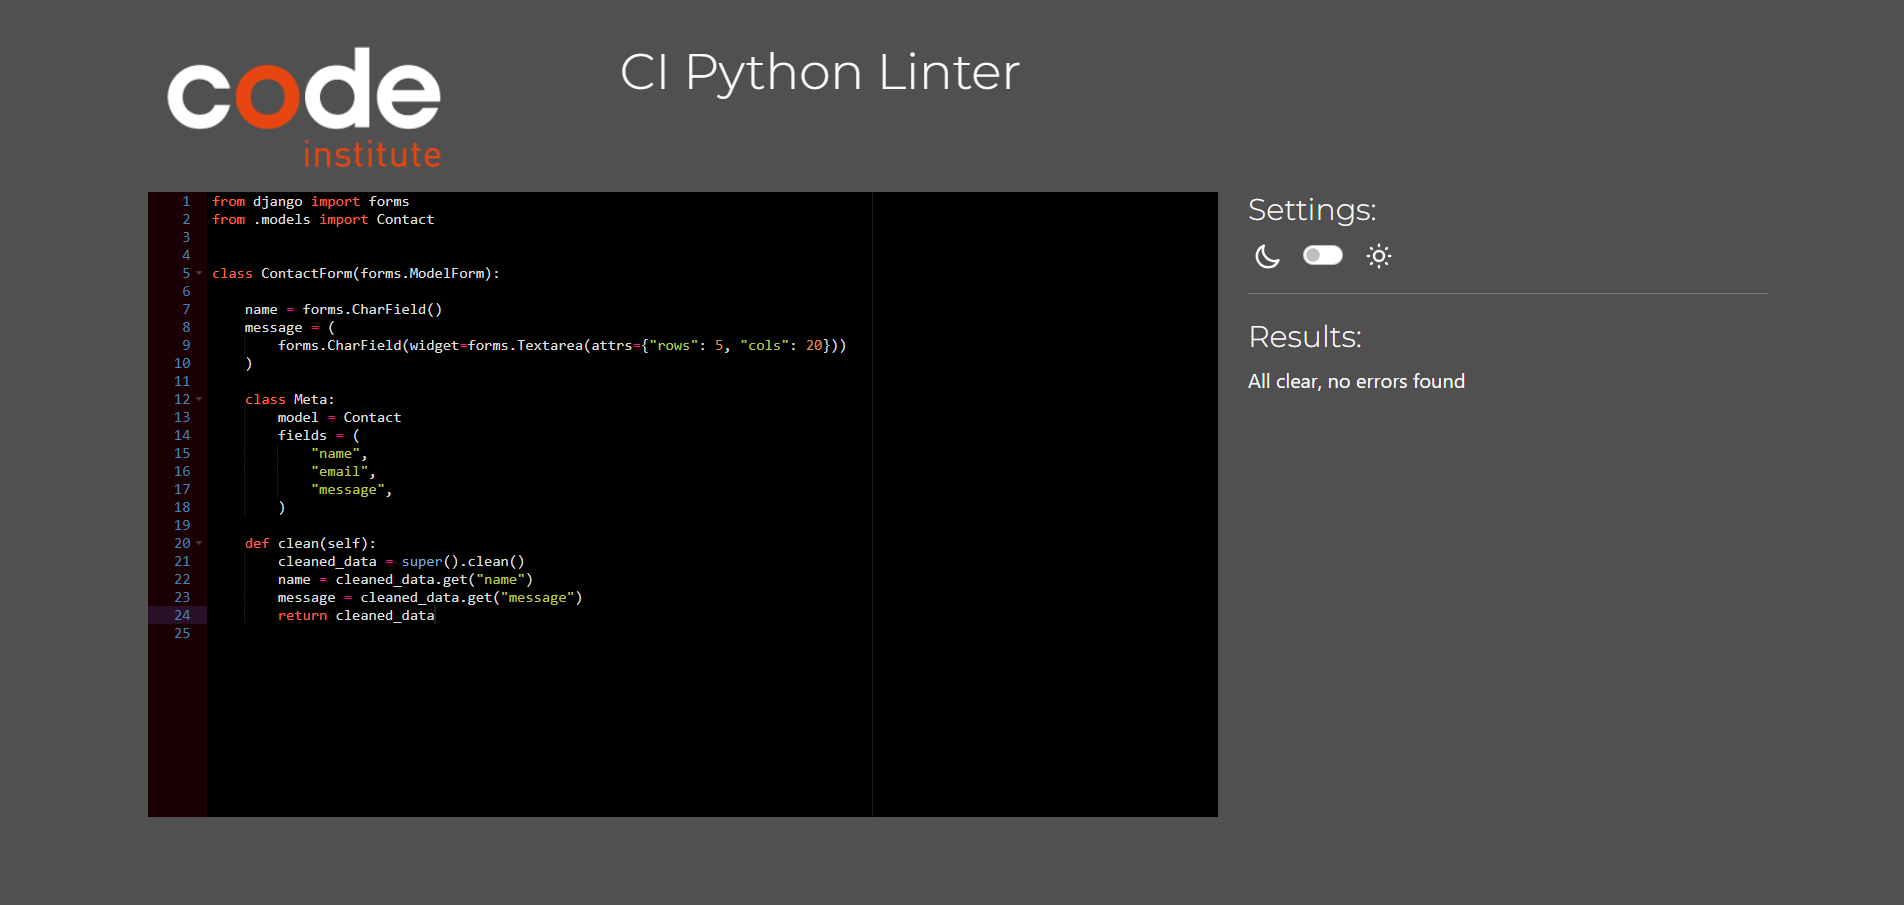 code
institute
CI Python Linter
1 from django import forms
2 from .models import Contact
3
4
5 class ContactForm(forms.ModelForm):
6
7     name = forms.CharField()
8     message = (
9         forms.CharField(widget=forms.Textarea(attrs={"rows": 5, "cols": 20}))
10     )
11
12     class Meta:
13         model = Contact
14         fields = (
15             "name",
16             "email",
17             "message",
18         )
19
20     def clean(self):
21         cleaned_data = super().clean()
22         name = cleaned_data.get("name")
23         message = cleaned_data.get("message")
24         return cleaned_data
25
Settings:
Results:
All clear, no errors found